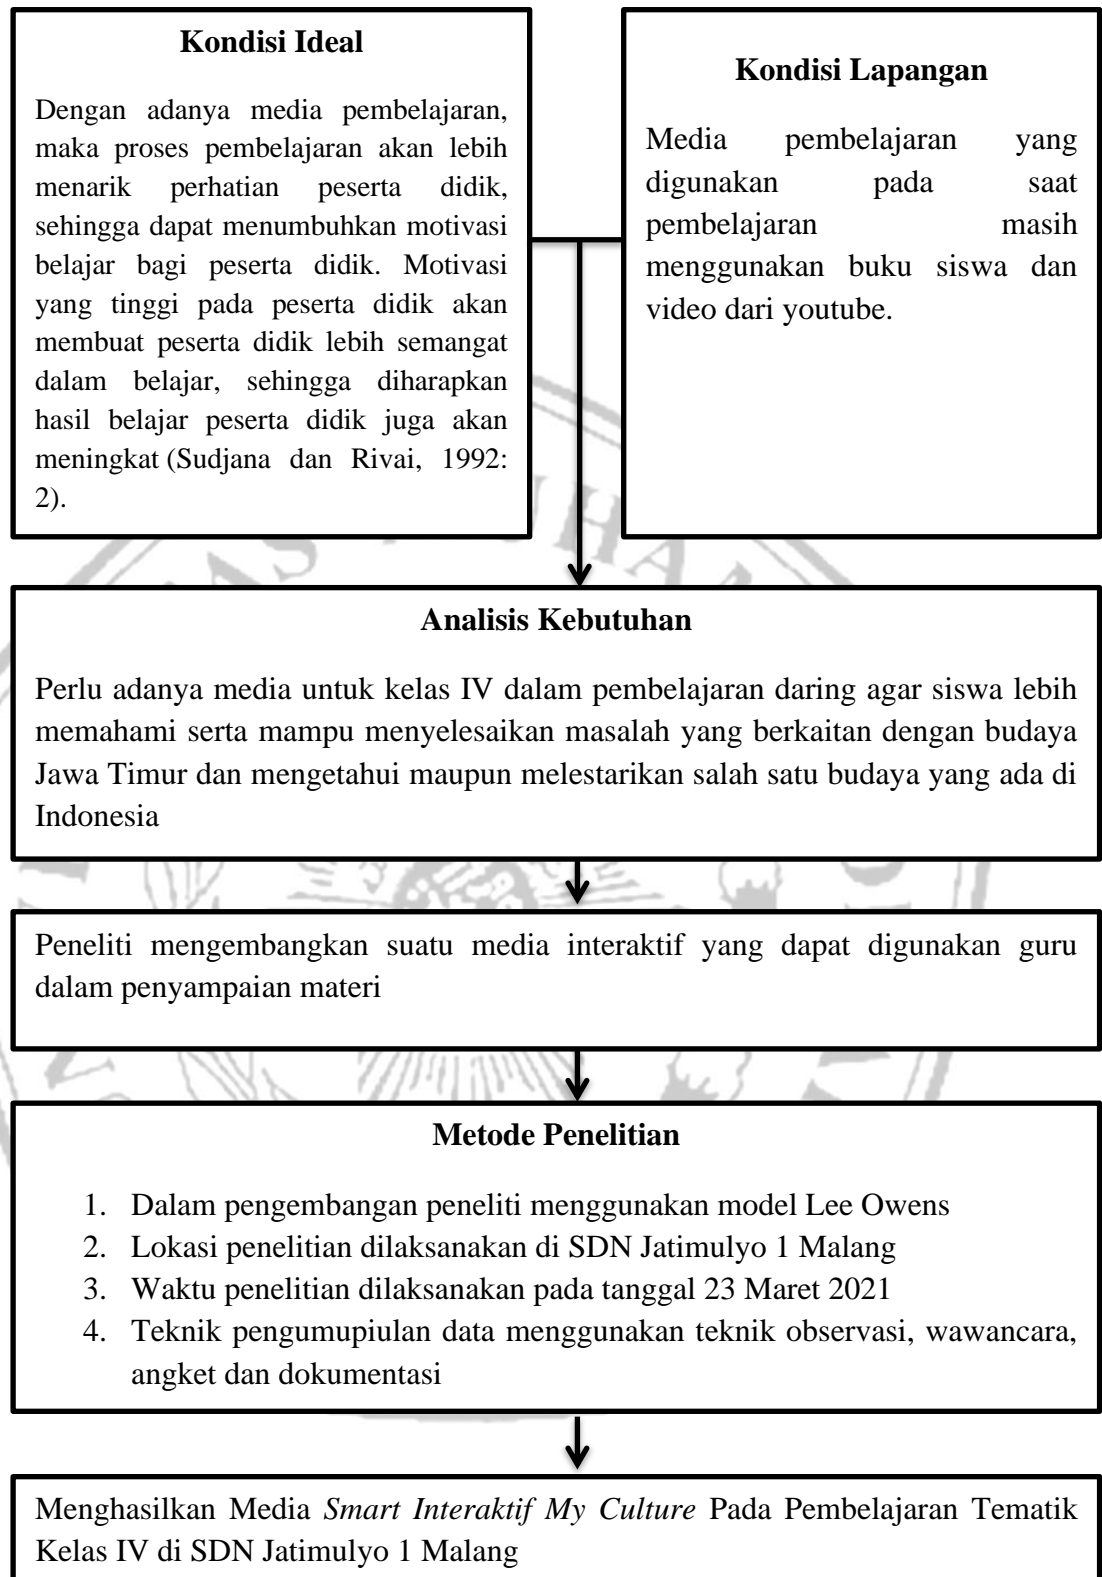 Kondisi Ideal
Dengan adanya media pembelajaran,
maka proses pembelajaran akan lebih
menarik perhatian peserta didik,
sehingga dapat menumbuhkan motivasi
belajar bagi peserta didik. Motivasi
yang tinggi pada peserta didik akan
membuat peserta didik lebih semangat
dalam belajar, sehingga diharapkan
hasil belajar peserta didik juga akan
meningkat (Sudjana dan Rivai, 1992:
2).
Kondisi Lapangan
Media pembelajaran yang
digunakan pada saat
pembelajaran masih
menggunakan buku siswa dan
video dari youtube.
Analisis Kebutuhan
Perlu adanya media untuk kelas IV dalam pembelajaran daring agar siswa lebih
memahami serta mampu menyelesaikan masalah yang berkaitan dengan budaya
Jawa Timur dan mengetahui maupun melestarikan salah satu budaya yang ada di
Indonesia
Peneliti mengembangkan suatu media interaktif yang dapat digunakan guru
dalam penyampaian materi
Metode Penelitian
1. Dalam pengembangan peneliti menggunakan model Lee Owens
2. Lokasi penelitian dilaksanakan di SDN Jatimulyo 1 Malang
3. Waktu penelitian dilaksanakan pada tanggal 23 Maret 2021
4. Teknik pengumupiulan data menggunakan teknik observasi, wawancara,
angket dan dokumentasi
Menghasilkan Media Smart Interaktif My Culture Pada Pembelajaran Tematik
Kelas IV di SDN Jatimulyo 1 Malang